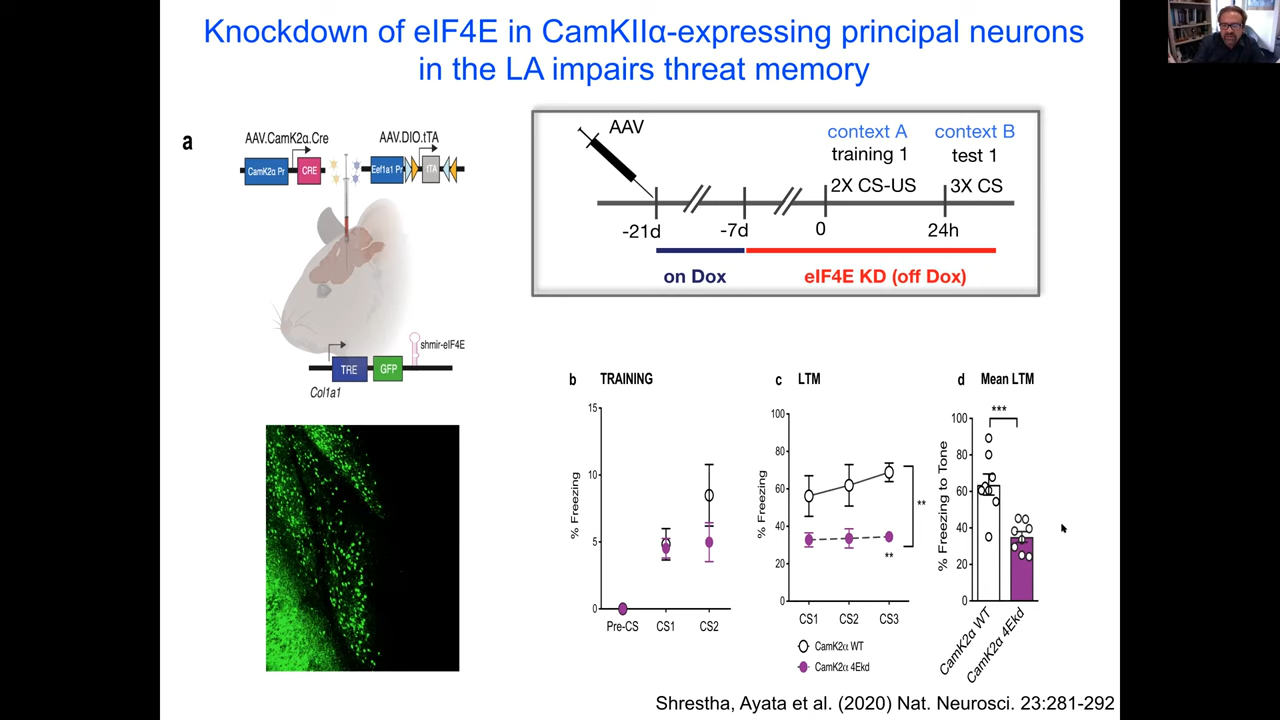 Knockdown of eIF4E in CamKIIα-expressing principal neurons
in the LA impairs threat memory
a
AAV.CamK2α.Cre
AAV.DIO.tTA
CamK2α Pr
CRE
Eef1a1 Pr
tTA
shmir-eIF4E
TRE
GFP
Col1a1
AAV
context A
training 1
2X CS-US
context B
test 1
3X CS
-21d
-7d
0
24h
on Dox
eIF4E KD (off Dox)
b TRAINING
% Freezing
15
10
5
0
Pre-CS CS1 CS2
c LTM
% Freezing
100
80
60
40
20
0
**
**
CS1 CS2 CS3
CamK2α WT
CamK2α 4Ekd
d Mean LTM
% Freezing to Tone
100
80
60
40
20
0
***
CamK2α WT
CamK2α 4Ekd
Shrestha, Ayata et al. (2020) Nat. Neurosci. 23:281-292